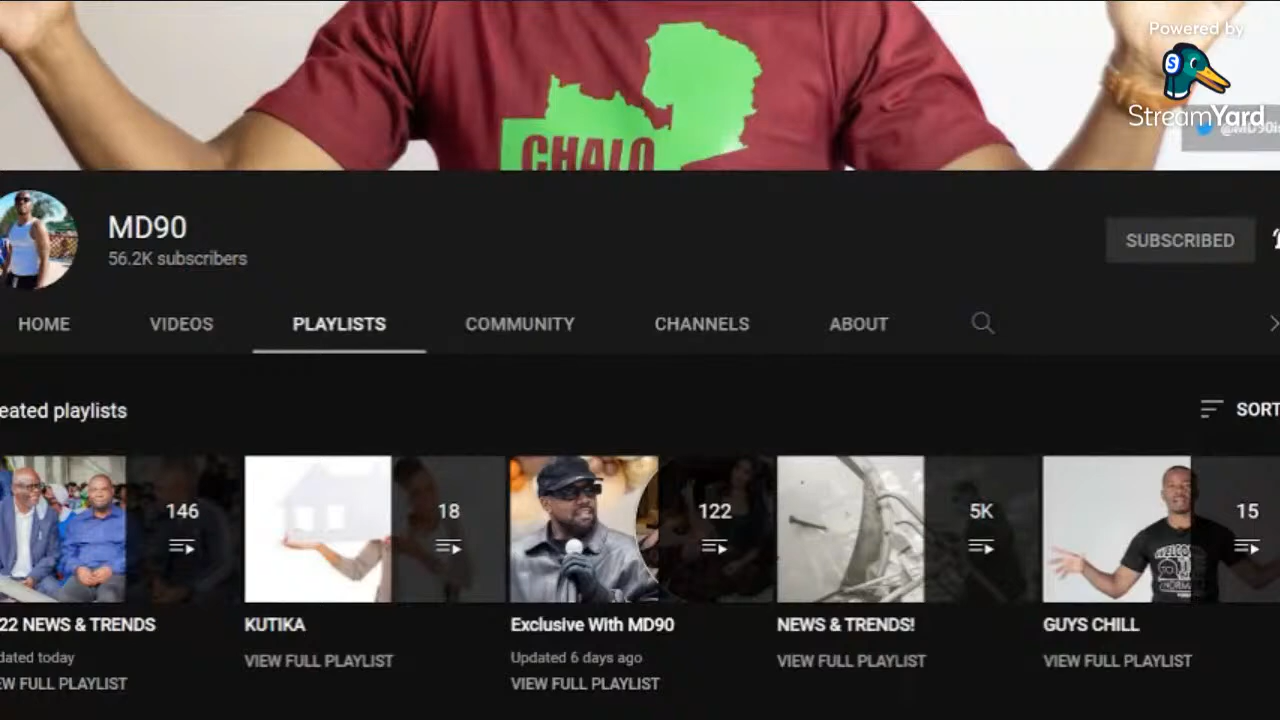 Powered by
StreamYard
CHALO
MD90
56.2K subscribers
SUBSCRIBED
HOME VIDEOS PLAYLISTS COMMUNITY CHANNELS ABOUT
eated playlists
SORT
146 18 122 5K 15
22 NEWS & TRENDS KUTIKA Exclusive With MD90 NEWS & TRENDS! GUYS CHILL
dated today VIEW FULL PLAYLIST Updated 6 days ago VIEW FULL PLAYLIST VIEW FULL PLAYLIST
EW FULL PLAYLIST VIEW FULL PLAYLIST